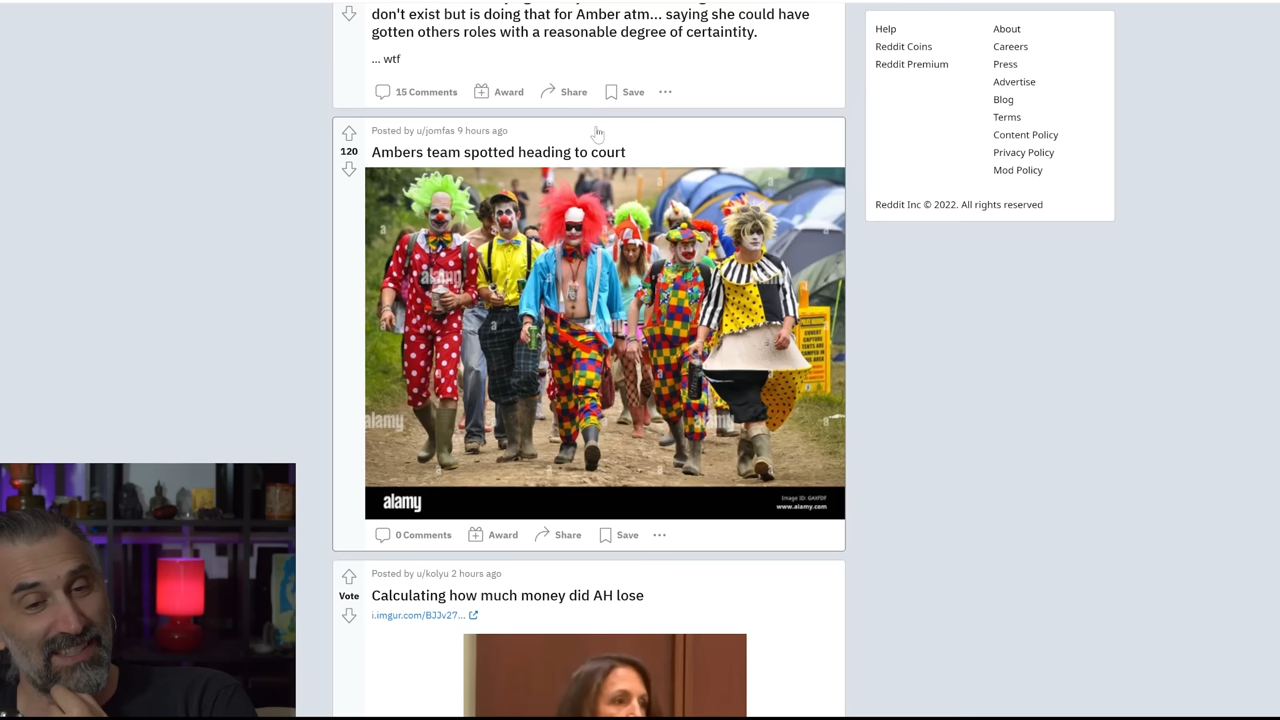 don't exist but is doing that for Amber atm... saying she could have
gotten others roles with a reasonable degree of certaintity.
... wtf
15 Comments Award Share Save
Posted by u/jomfas 9 hours ago
120
Ambers team spotted heading to court
a
alamy
alamy
Image ID: GAXFDF
www.alamy.com
0 Comments Award Share Save
Posted by u/kolyu 2 hours ago
Vote
Calculating how much money did AH lose
i.imgur.com/BJJv27...
Help
Reddit Coins
Reddit Premium
About
Careers
Press
Advertise
Blog
Terms
Content Policy
Privacy Policy
Mod Policy
Reddit Inc © 2022. All rights reserved